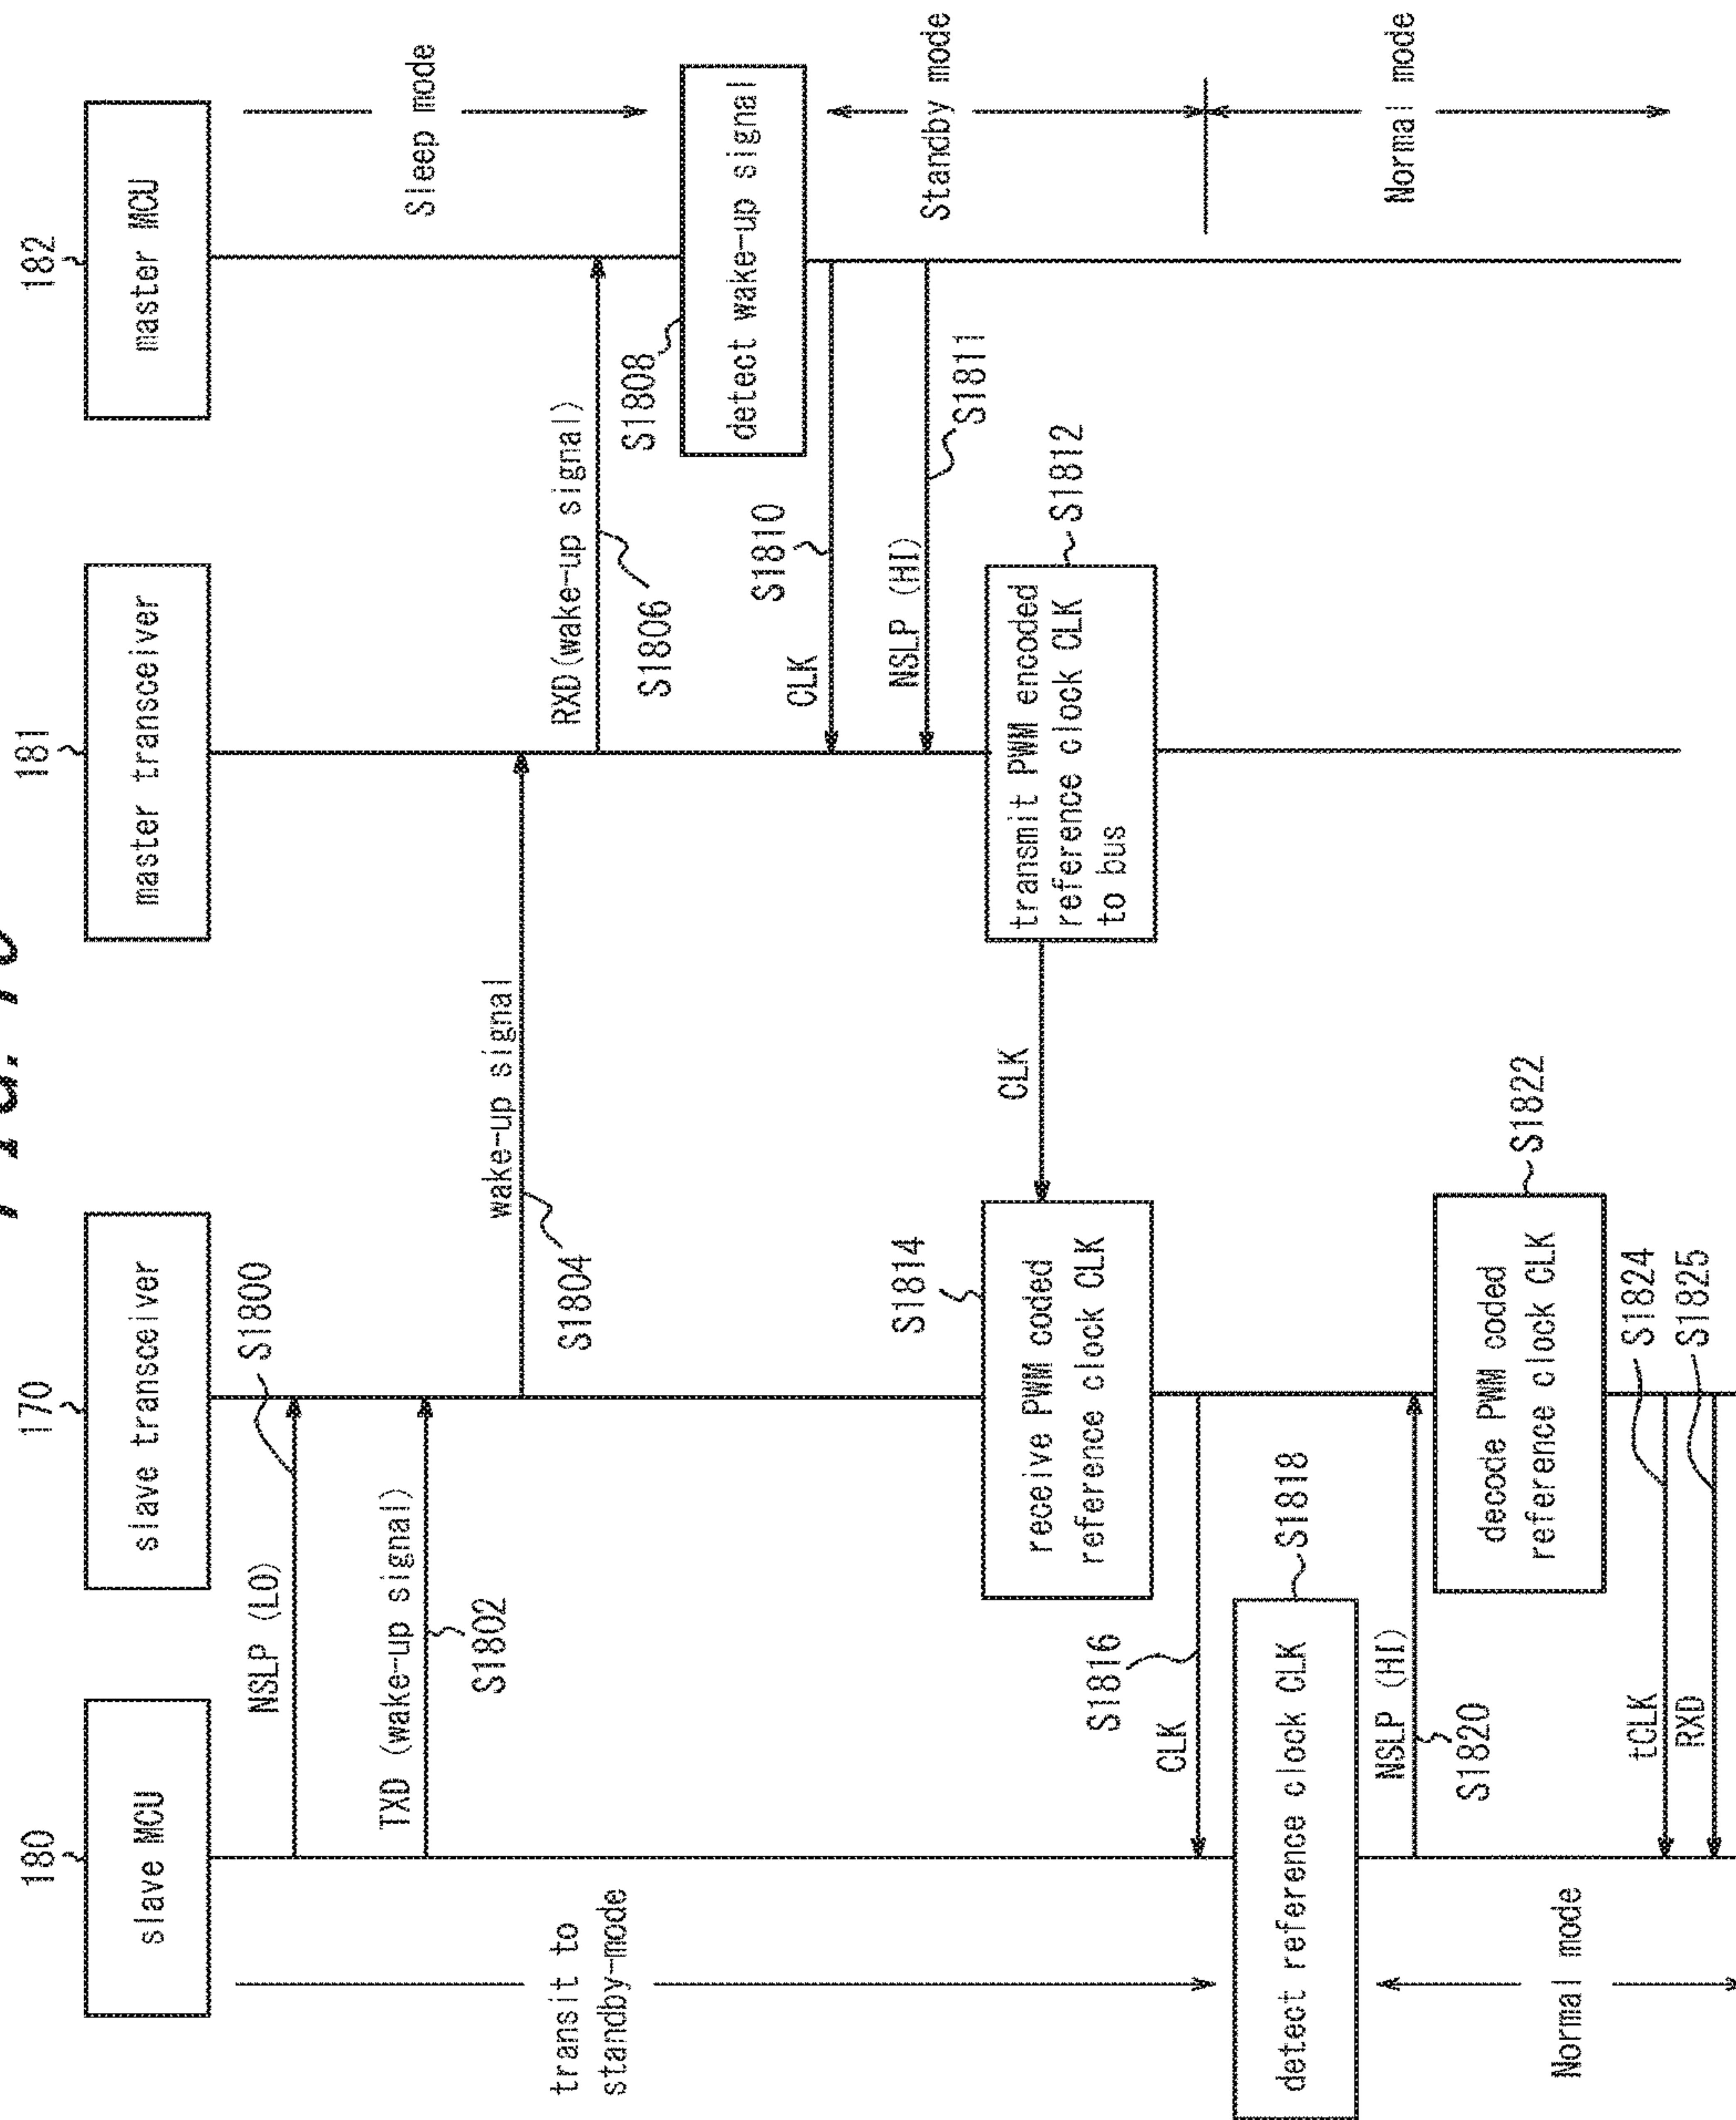 180
170
181
182
slave MCU
slave transceiver
master transceiver
master MCU
NSLP (LO)
S1800
TXD (wake-up signal)
S1802
Sleep mode
transit to
standby-mode
wake-up signal
S1804
RXD(wake-up signal)
S1806
S1808
detect wake-up signal
CLK
S1810
NSLP (HI)
S1811
Standby mode
S1812
transmit PWM encoded
reference clock CLK
to bus
CLK
S1814
receive PWM coded
reference clock CLK
S1816
CLK
S1818
detect reference clock CLK
Normal mode
NSLP (HI)
S1820
S1822
decode PWM coded
reference clock CLK
tCLK
S1824
RXD
S1825
Normal mode